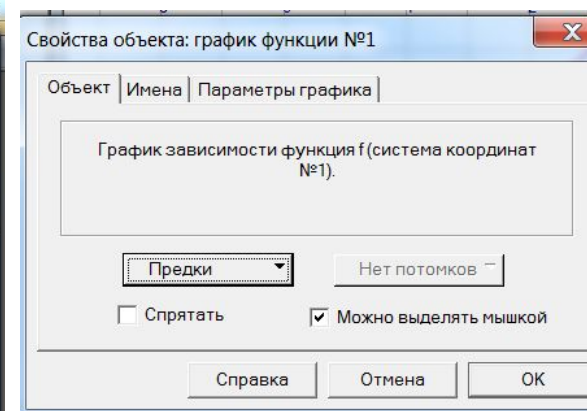 Свойства объекта: график функции №1
Объект Имена Параметры графика
График зависимости функция f (система координат
№1).
Предки Нет потомков
Спрятать Можно выделять мышкой
Справка Отмена OK